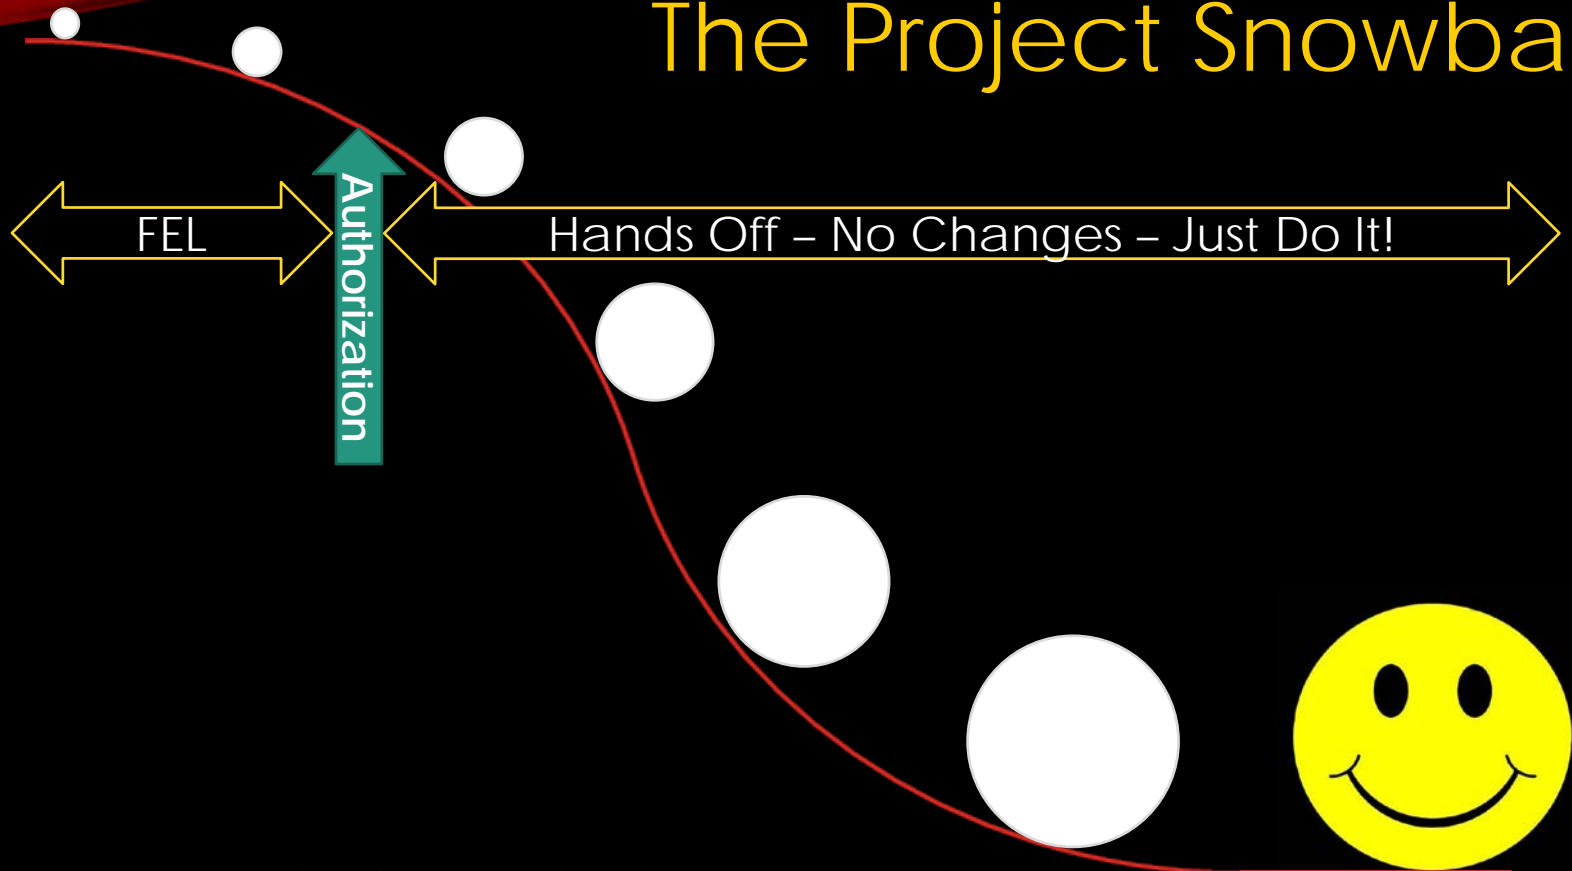 The Project Snowba
FEL
Authorization
Hands Off – No Changes – Just Do It!